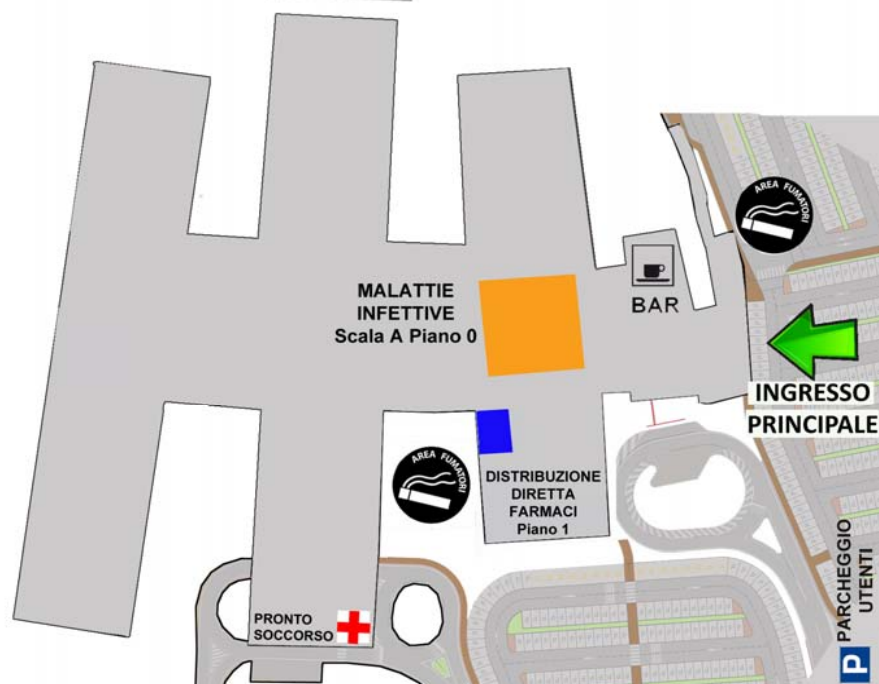 AREA FUMATORI
MALATTIE
INFETTIVE
Scala A Piano 0
BAR
INGRESSO
PRINCIPALE
AREA FUMATORI
DISTRIBUZIONE
DIRETTA
FARMACI
Piano 1
PARCHEGGIO
UTENTI
P
PRONTO
SOCCORSO